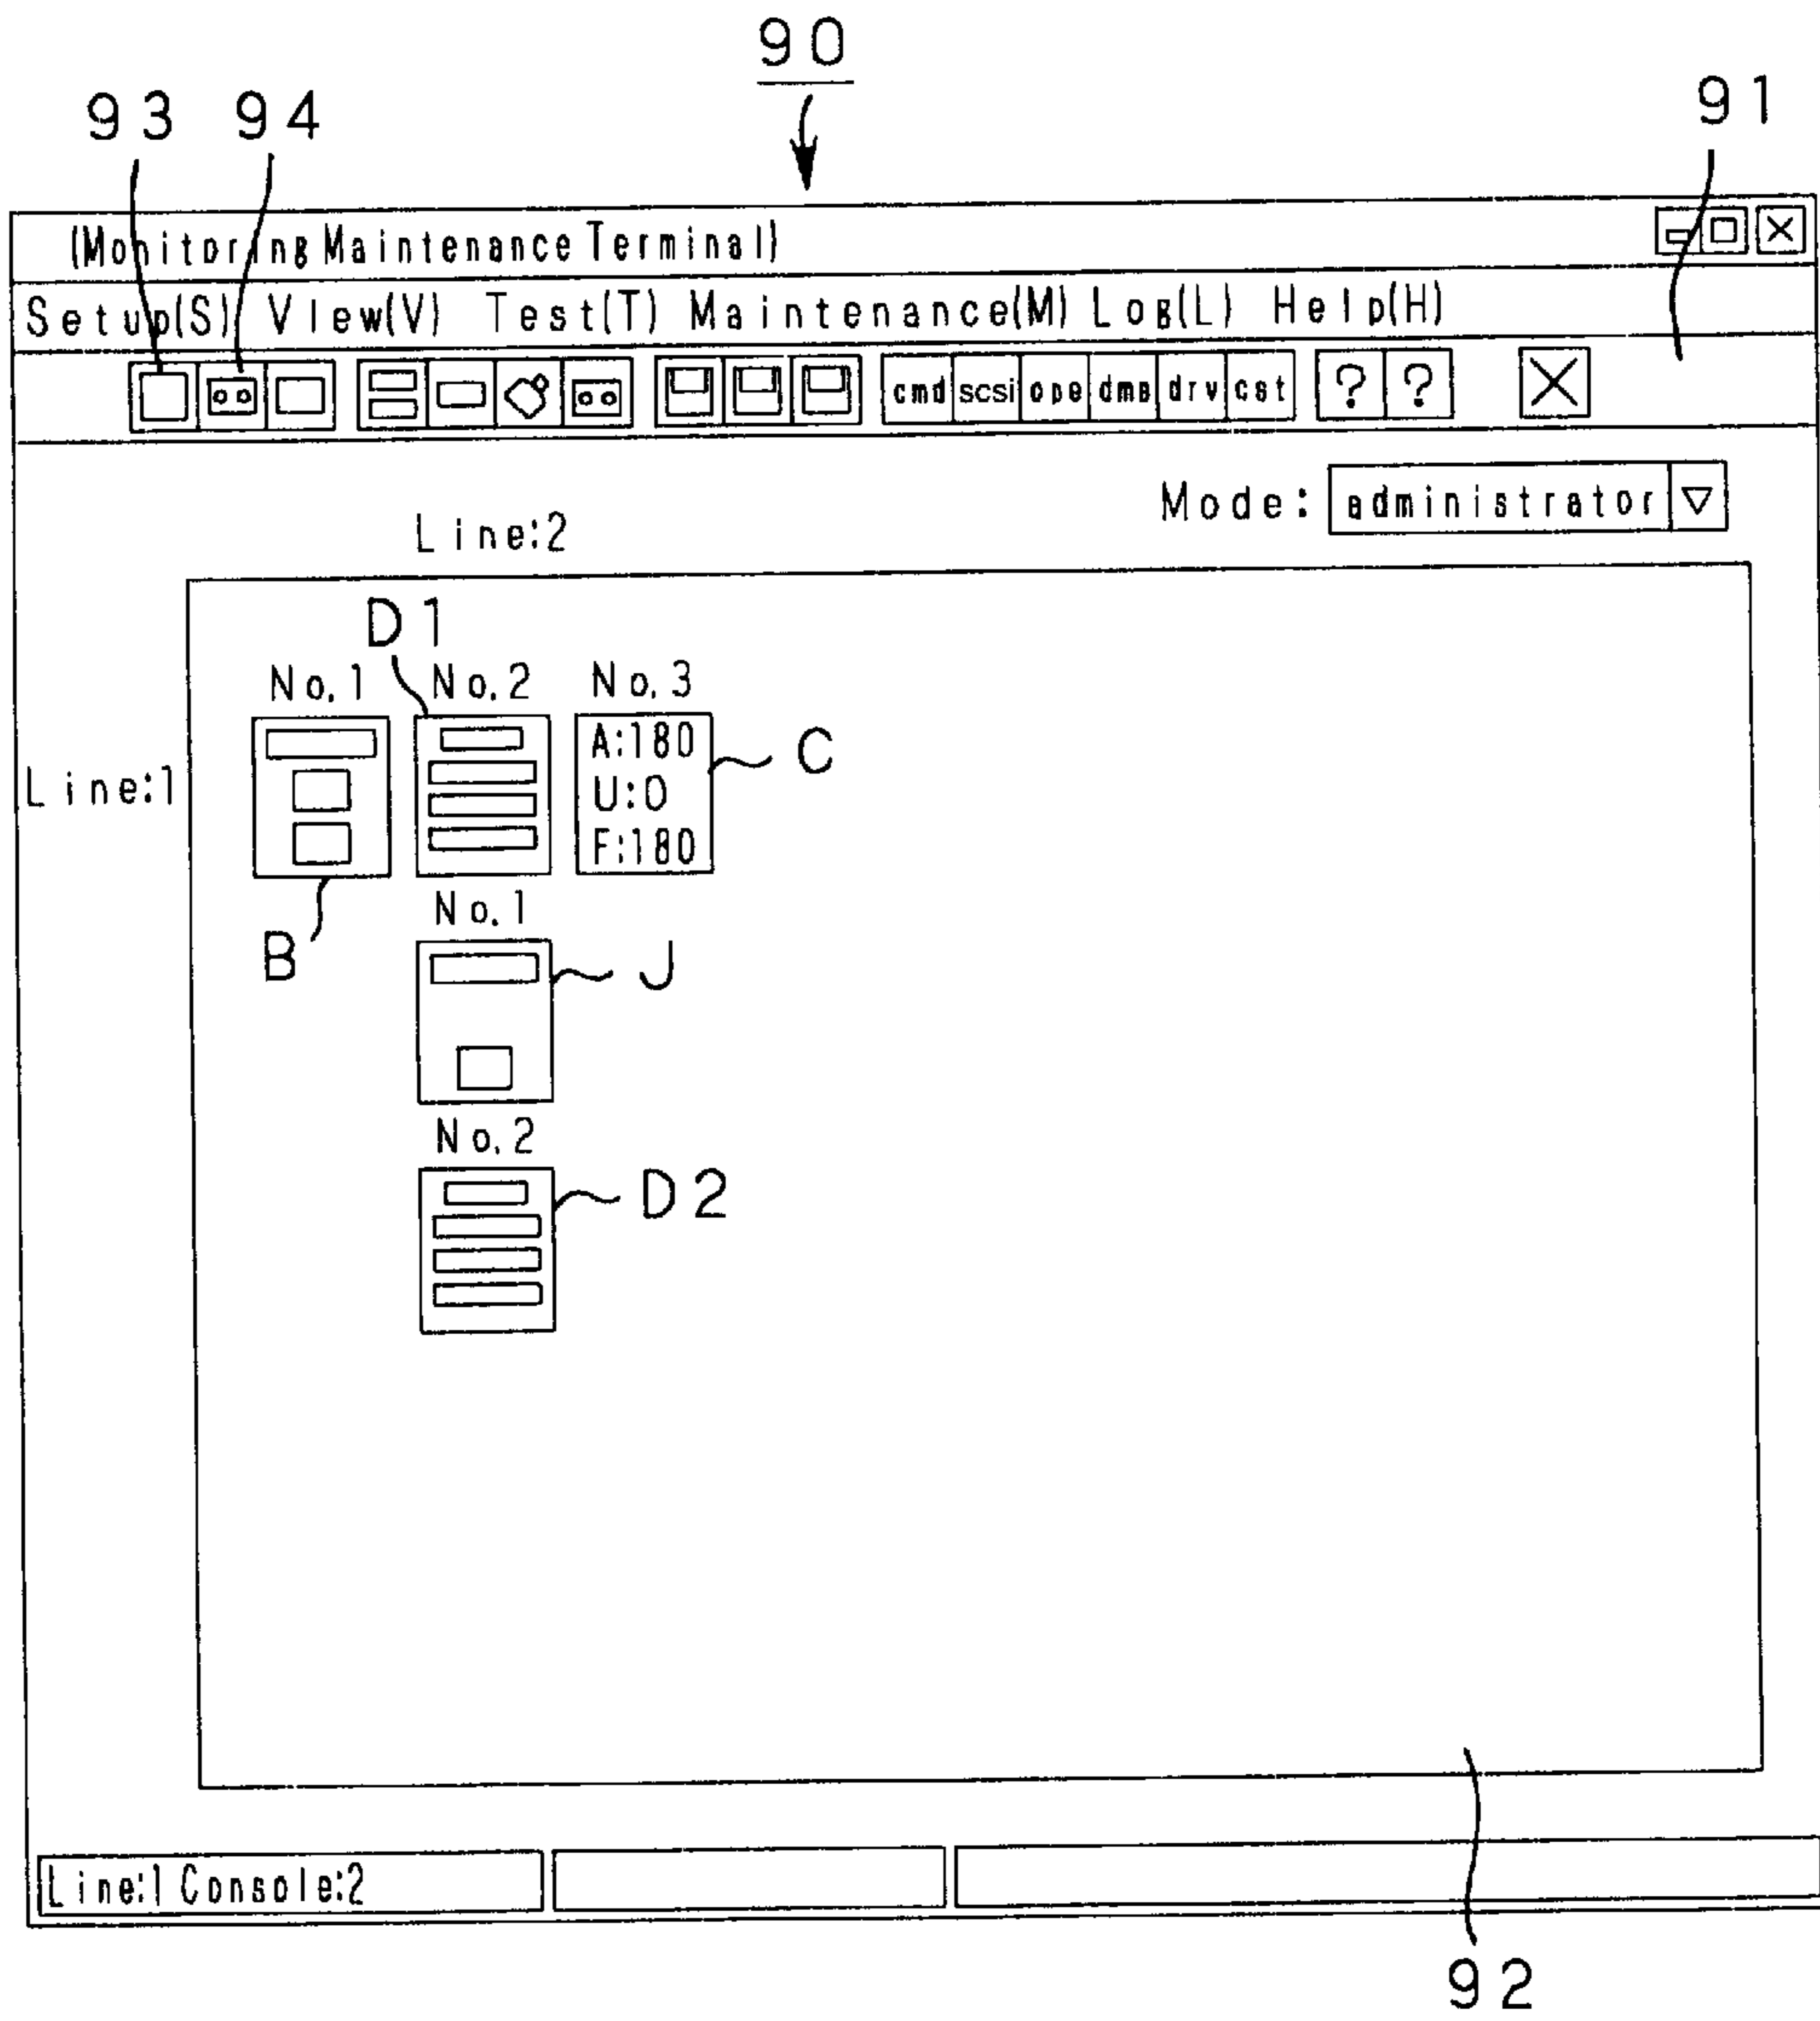 90
93 94 91
(Monitoring Maintenance Terminal)
Setup(S) View(V) Test(T) Maintenance(M) Log(L) Help(H)
cmd scsi ope dmp drv cst ? ?
Mode: administrator
Line:2
D1
No.1 No.2 No.3
Line:1
A:180
U:0
F:180
C
B
No.1
J
No.2
D2
Line:1 Console:2
92